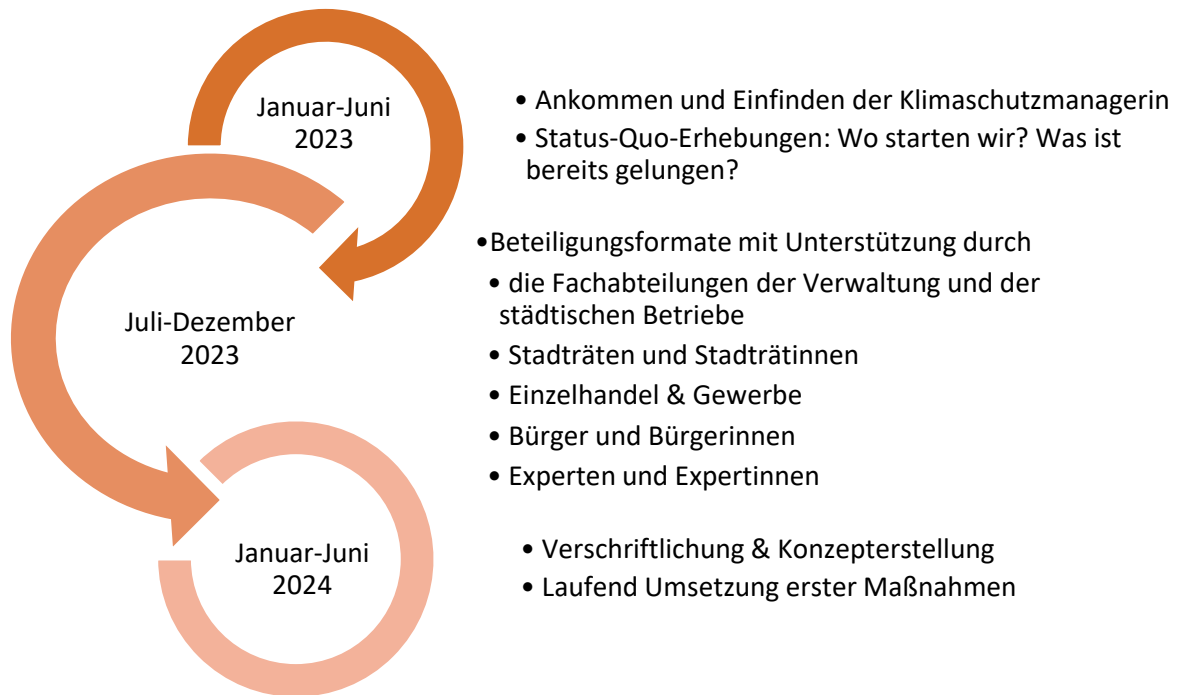 Januar-Juni
2023
• Ankommen und Einfinden der Klimaschutzmanagerin
• Status-Quo-Erhebungen: Wo starten wir? Was ist
bereits gelungen?
Juli-Dezember
2023
•Beteiligungsformate mit Unterstützung durch
• die Fachabteilungen der Verwaltung und der
städtischen Betriebe
• Stadträten und Stadträtinnen
• Einzelhandel & Gewerbe
• Bürger und Bürgerinnen
• Experten und Expertinnen
Januar-Juni
2024
• Verschriftlichung & Konzepterstellung
• Laufend Umsetzung erster Maßnahmen